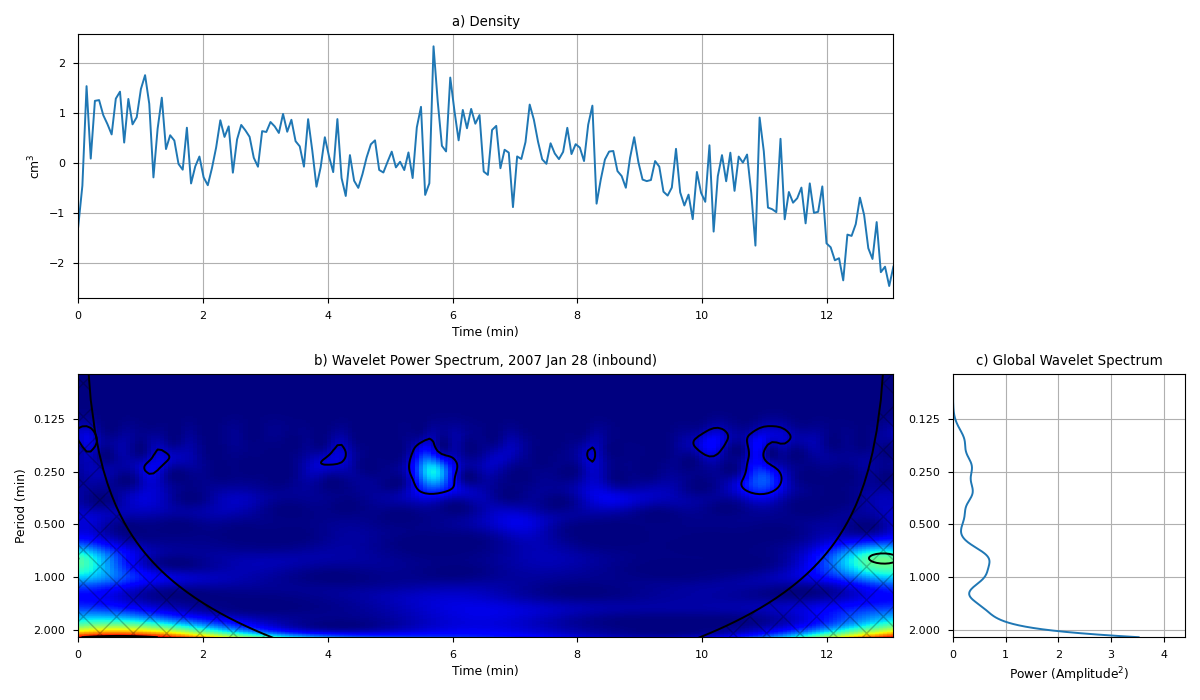 a) Density
2
1
0
−1
−2
cm³
0 2 4 6 8 10 12
Time (min)
b) Wavelet Power Spectrum, 2007 Jan 28 (inbound)
0.125
0.250
0.500
1.000
2.000
Period (min)
0 2 4 6 8 10 12
Time (min)
c) Global Wavelet Spectrum
0.125
0.250
0.500
1.000
2.000
0 1 2 3 4
Power (Amplitude²)